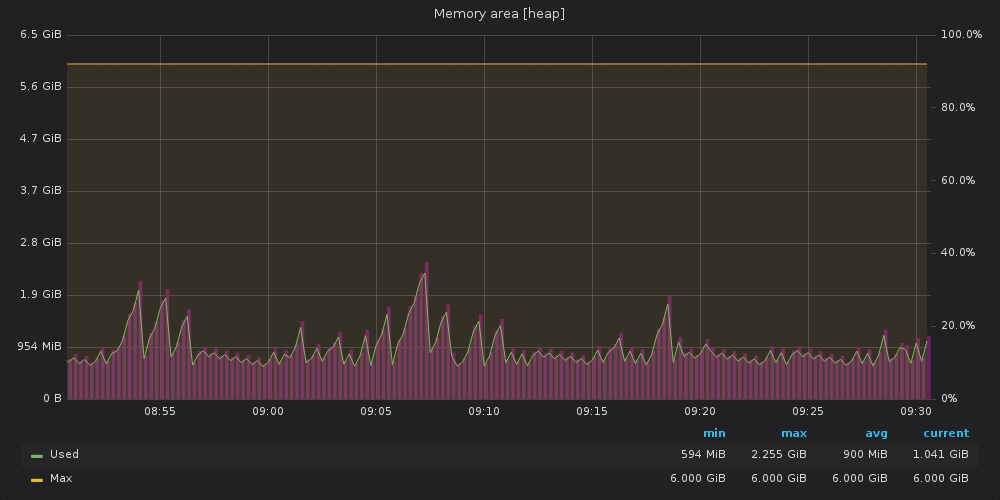 Memory area [heap]
6.5 GiB 100.0%
5.6 GiB
80.0%
4.7 GiB
3.7 GiB
60.0%
2.8 GiB
40.0%
1.9 GiB
20.0%
954 MiB
0 B 0%
08:55 09:00 09:05 09:10 09:15 09:20 09:25 09:30
min max avg current
Used 594 MiB 2.255 GiB 900 MiB 1.041 GiB
Max 6.000 GiB 6.000 GiB 6.000 GiB 6.000 GiB